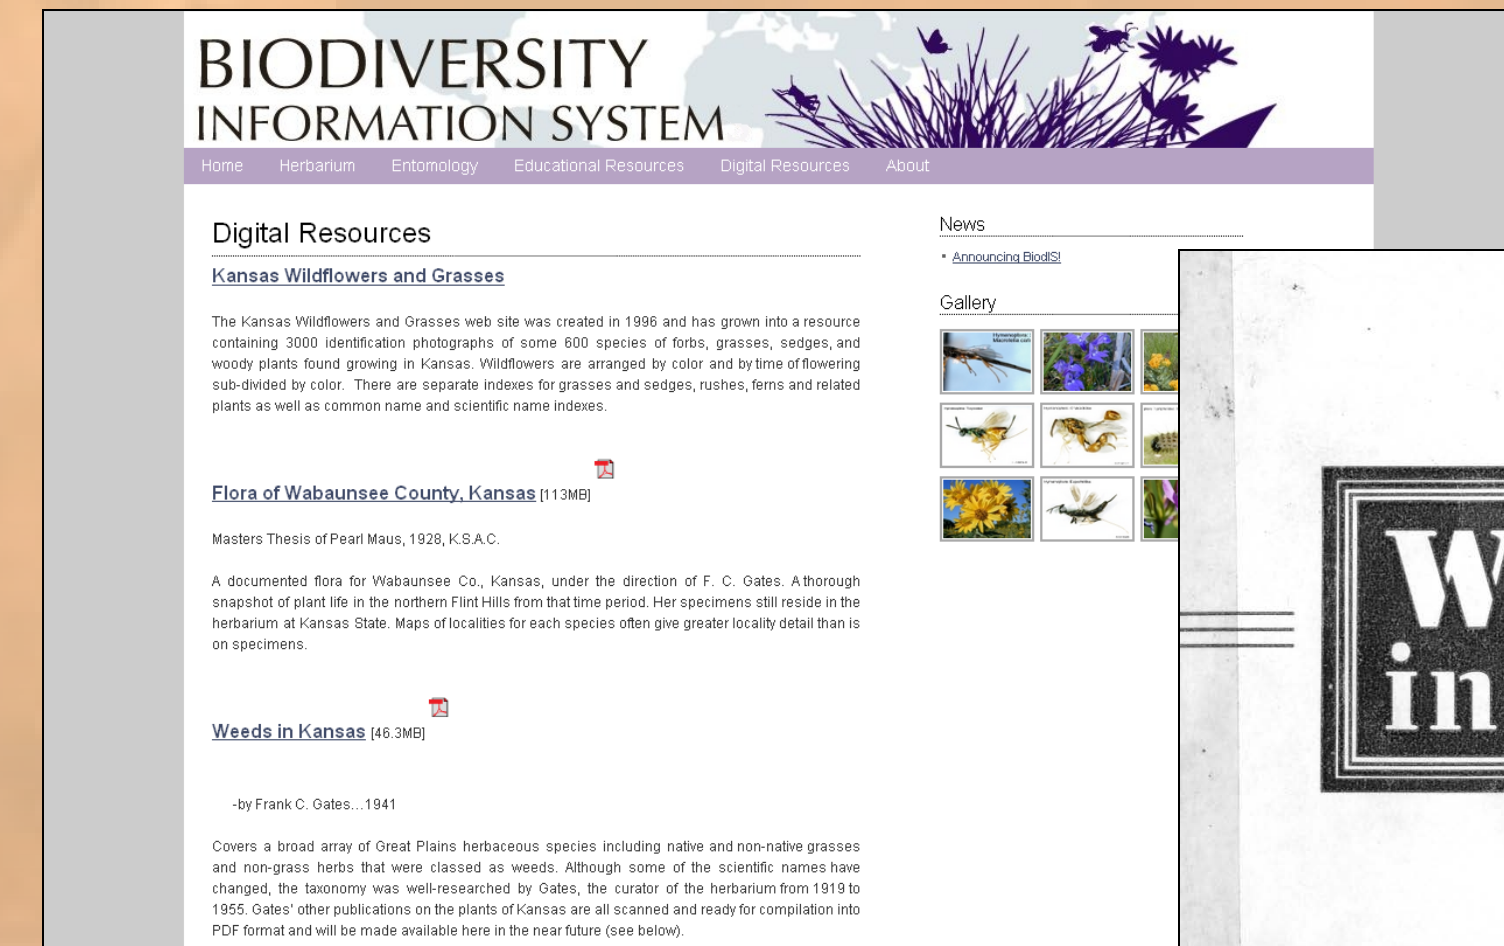 BIODIVERSITY
INFORMATION SYSTEM
Home Herbarium Entomology Educational Resources Digital Resources About
Digital Resources
Kansas Wildflowers and Grasses
The Kansas Wildflowers and Grasses web site was created in 1996 and has grown into a resource
containing 3000 identification photographs of some 600 species of forbs, grasses, sedges, and
woody plants found growing in Kansas. Wildflowers are arranged by color and by time of flowering
sub-divided by color. There are separate indexes for grasses and sedges, rushes, ferns and related
plants as well as common name and scientific name indexes.
Flora of Wabaunsee County, Kansas [113MB]
Masters Thesis of Pearl Maus, 1928, K.S.A.C.
A documented flora for Wabaunsee Co., Kansas, under the direction of F. C. Gates. A thorough
snapshot of plant life in the northern Flint Hills from that time period. Her specimens still reside in the
herbarium at Kansas State. Maps of localities for each species often give greater locality detail than is
on specimens.
Weeds in Kansas [46.3MB]
-by Frank C. Gates...1941
Covers a broad array of Great Plains herbaceous species including native and non-native grasses
and non-grass herbs that were classed as weeds. Although some of the scientific names have
changed, the taxonomy was well-researched by Gates, the curator of the herbarium from 1919 to
1955. Gates' other publications on the plants of Kansas are all scanned and ready for compilation into
PDF format and will be made available here in the near future (see below).
News
Announcing BiodIS!
Gallery
W
in